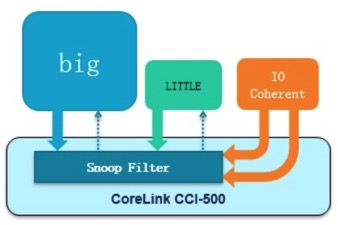 big
LITTLE
IO
Coherent
Snoop Filter
CoreLink CCI-500